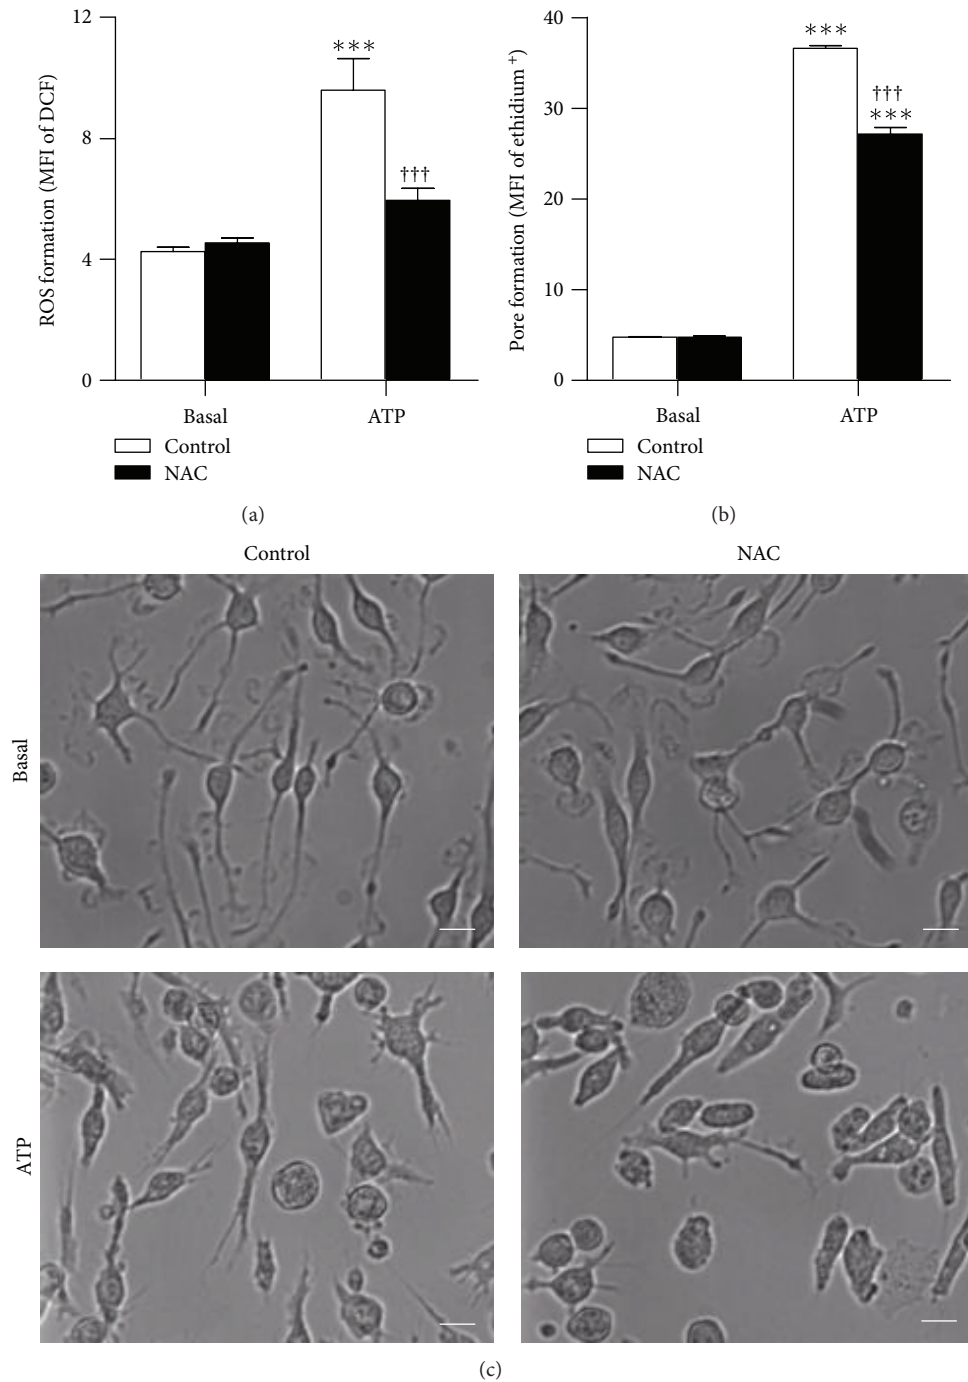 ROS formation (MFI of DCF)
12
8
4
0
***
†††
Basal
ATP
Control
NAC
(a)
Pore formation (MFI of ethidium+)
40
30
20
10
0
***
†††
***
Basal
ATP
Control
NAC
(b)
Control
NAC
Basal
ATP
(c)